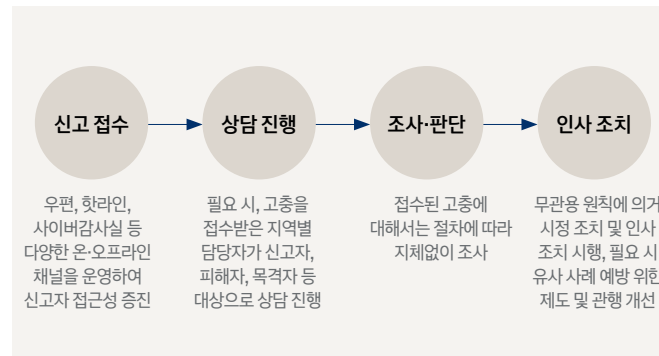 신고 접수
상담 진행
조사·판단
인사 조치
우편, 핫라인,
사이버감사실 등
다양한 온·오프라인
채널을 운영하여
신고자 접근성 증진
필요 시, 고충을
접수받은 지역별
담당자가 신고자,
피해자, 목격자 등
대상으로 상담 진행
접수된 고충에
대해서는 절차에 따라
지체없이 조사
무관용 원칙에 의거
시정 조치 및 인사
조치 시행, 필요 시
유사 사례 예방 위한
제도 및 관행 개선